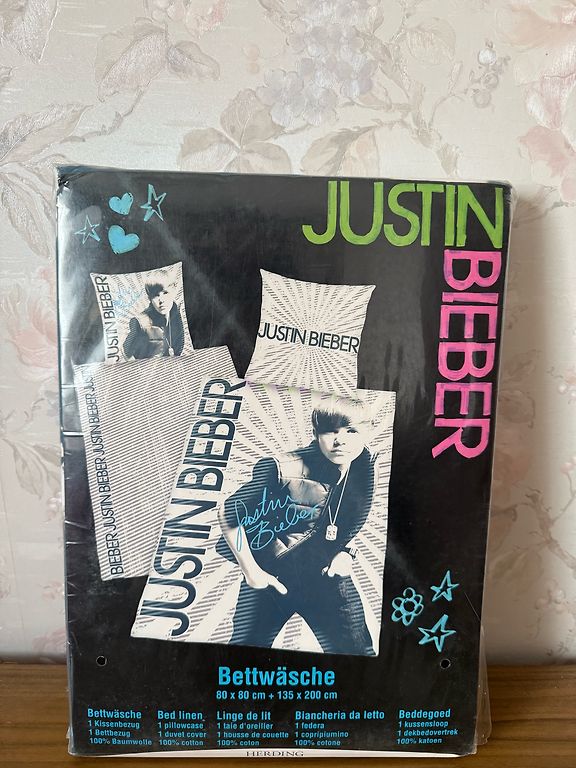 JUSTIN
BIEBER
JUSTIN BIEBER
JUSTIN BIEBER
BIEBER JUSTIN BIEBER JUSTIN BIEBER
JUSTIN BIEBER
Justin
Bieber
Bettwäsche
80 x 80 cm + 135 x 200 cm
Bettwäsche
1 Kissenbezug
1 Bettbezug
100% Baumwolle
Bed linen
1 pillowcase
1 duvet cover
100% cotton
Linge de lit
1 taie d'oreiller
1 housse de couette
100% coton
Biancheria da letto
1 federa
1 copripiumino
100% cotone
Beddegoed
1 kussensloop
1 dekbedovertrek
100% katoen
HERDING